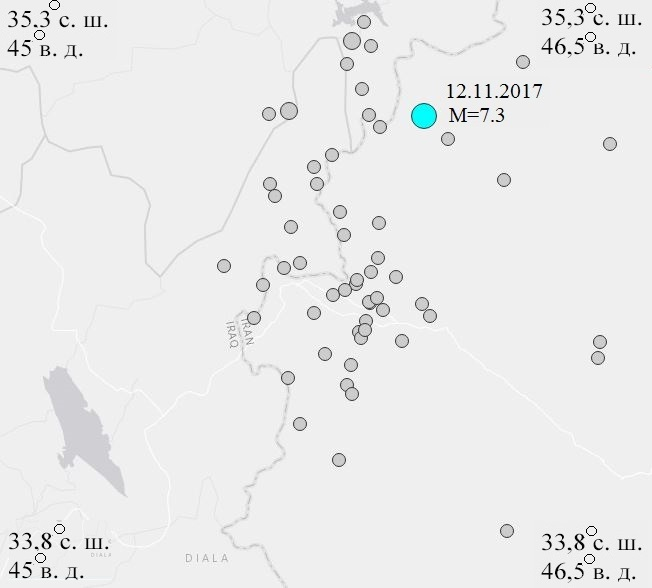 35,3 с. ш.
45 в. д.
35,3 с. ш.
46,5 в. д.
12.11.2017
M=7.3
IRAN
IRAQ
33,8 с. ш.
45 в. д.
DIALA
DIALA
33,8 с. ш.
46,5 в. д.